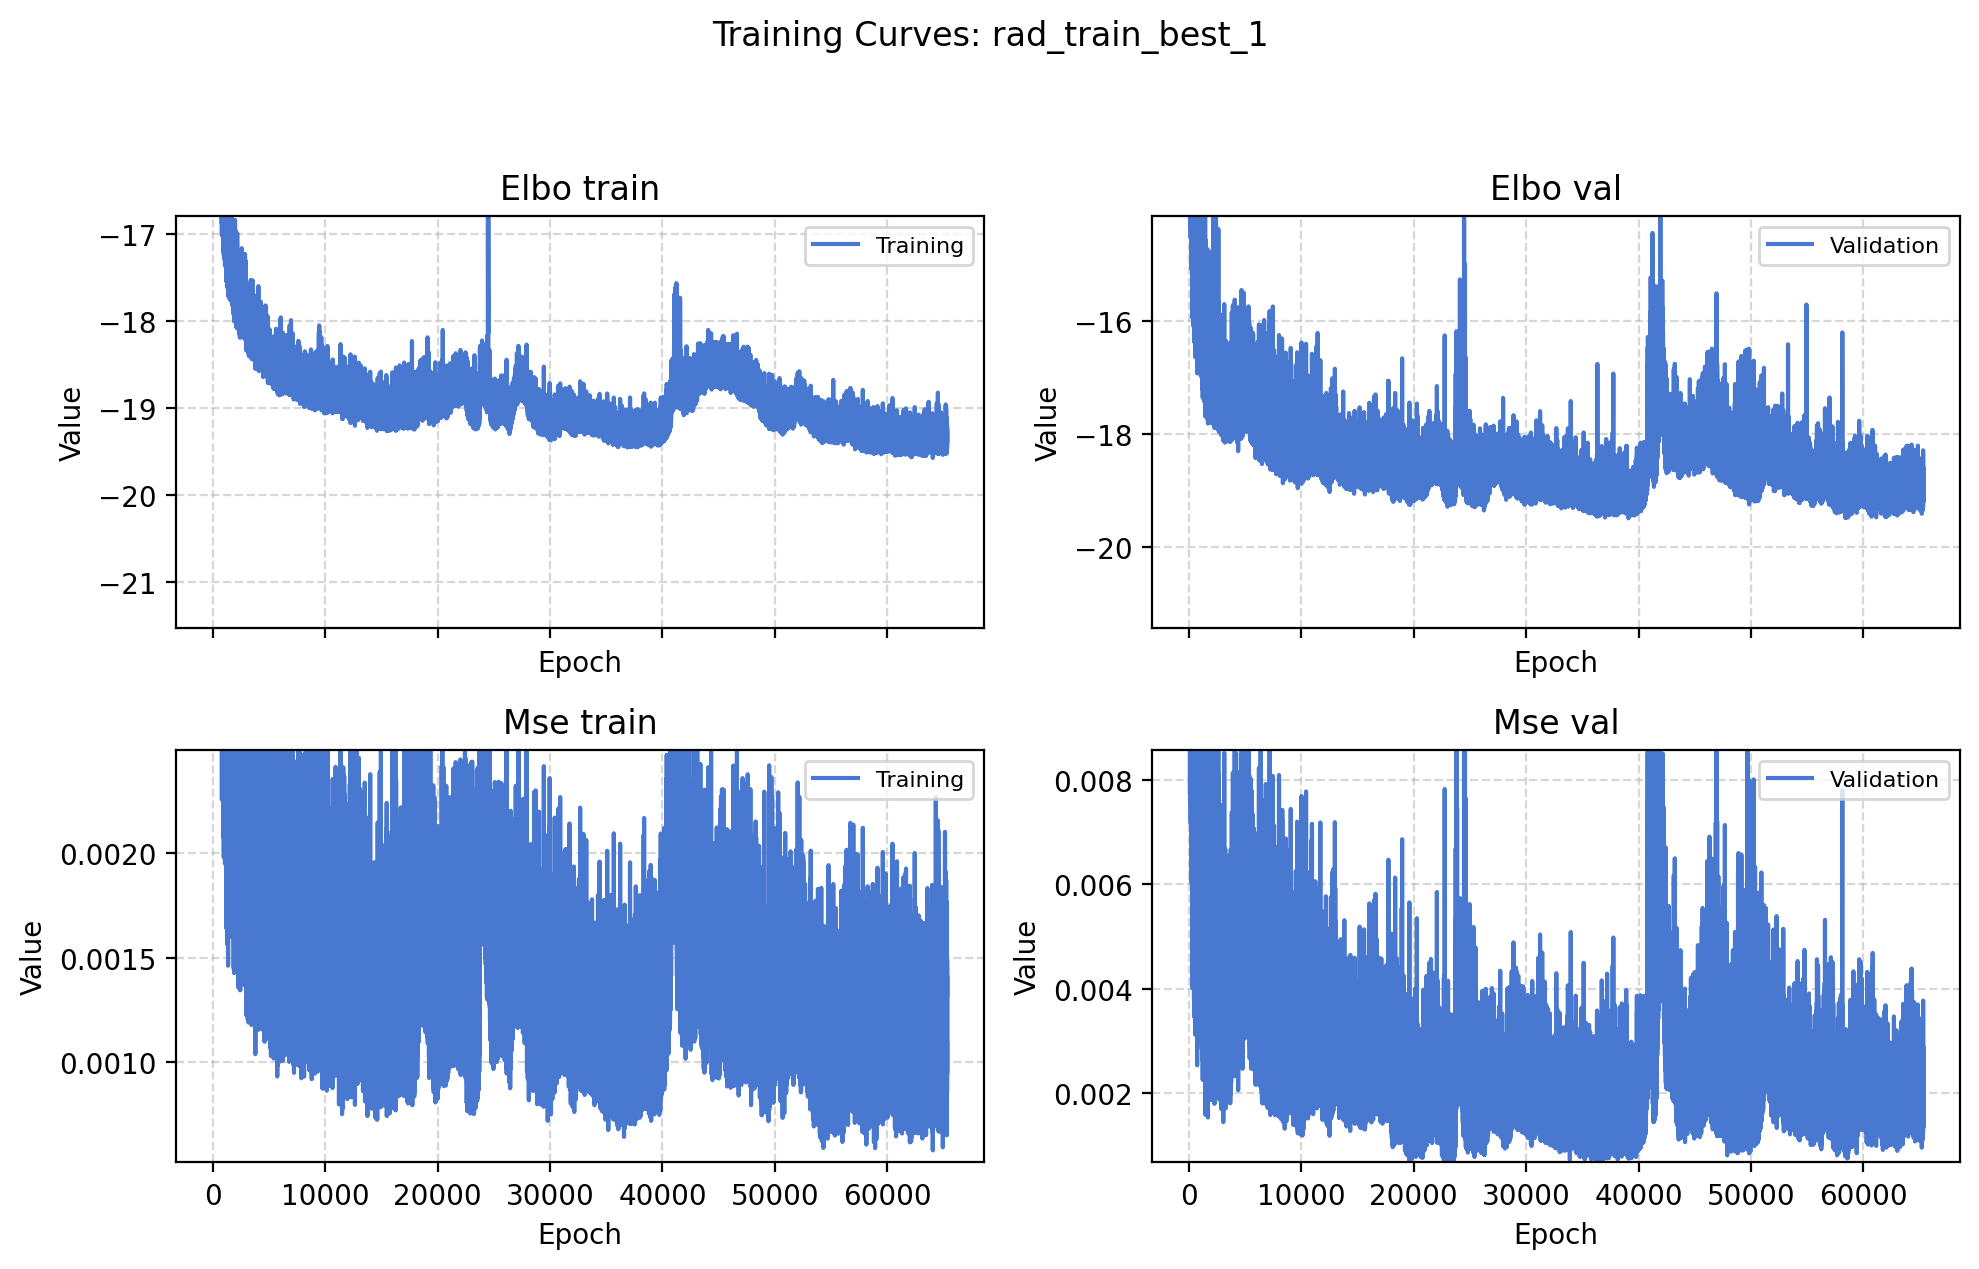 Training Curves: rad_train_best_1
Elbo train
Elbo val
Value
−17
−18
−19
−20
−21
Training
Epoch
Value
−16
−18
−20
Validation
Epoch
Mse train
Mse val
Value
0.0020
0.0015
0.0010
Training
0 10000 20000 30000 40000 50000 60000
Epoch
Value
0.008
0.006
0.004
0.002
Validation
0 10000 20000 30000 40000 50000 60000
Epoch